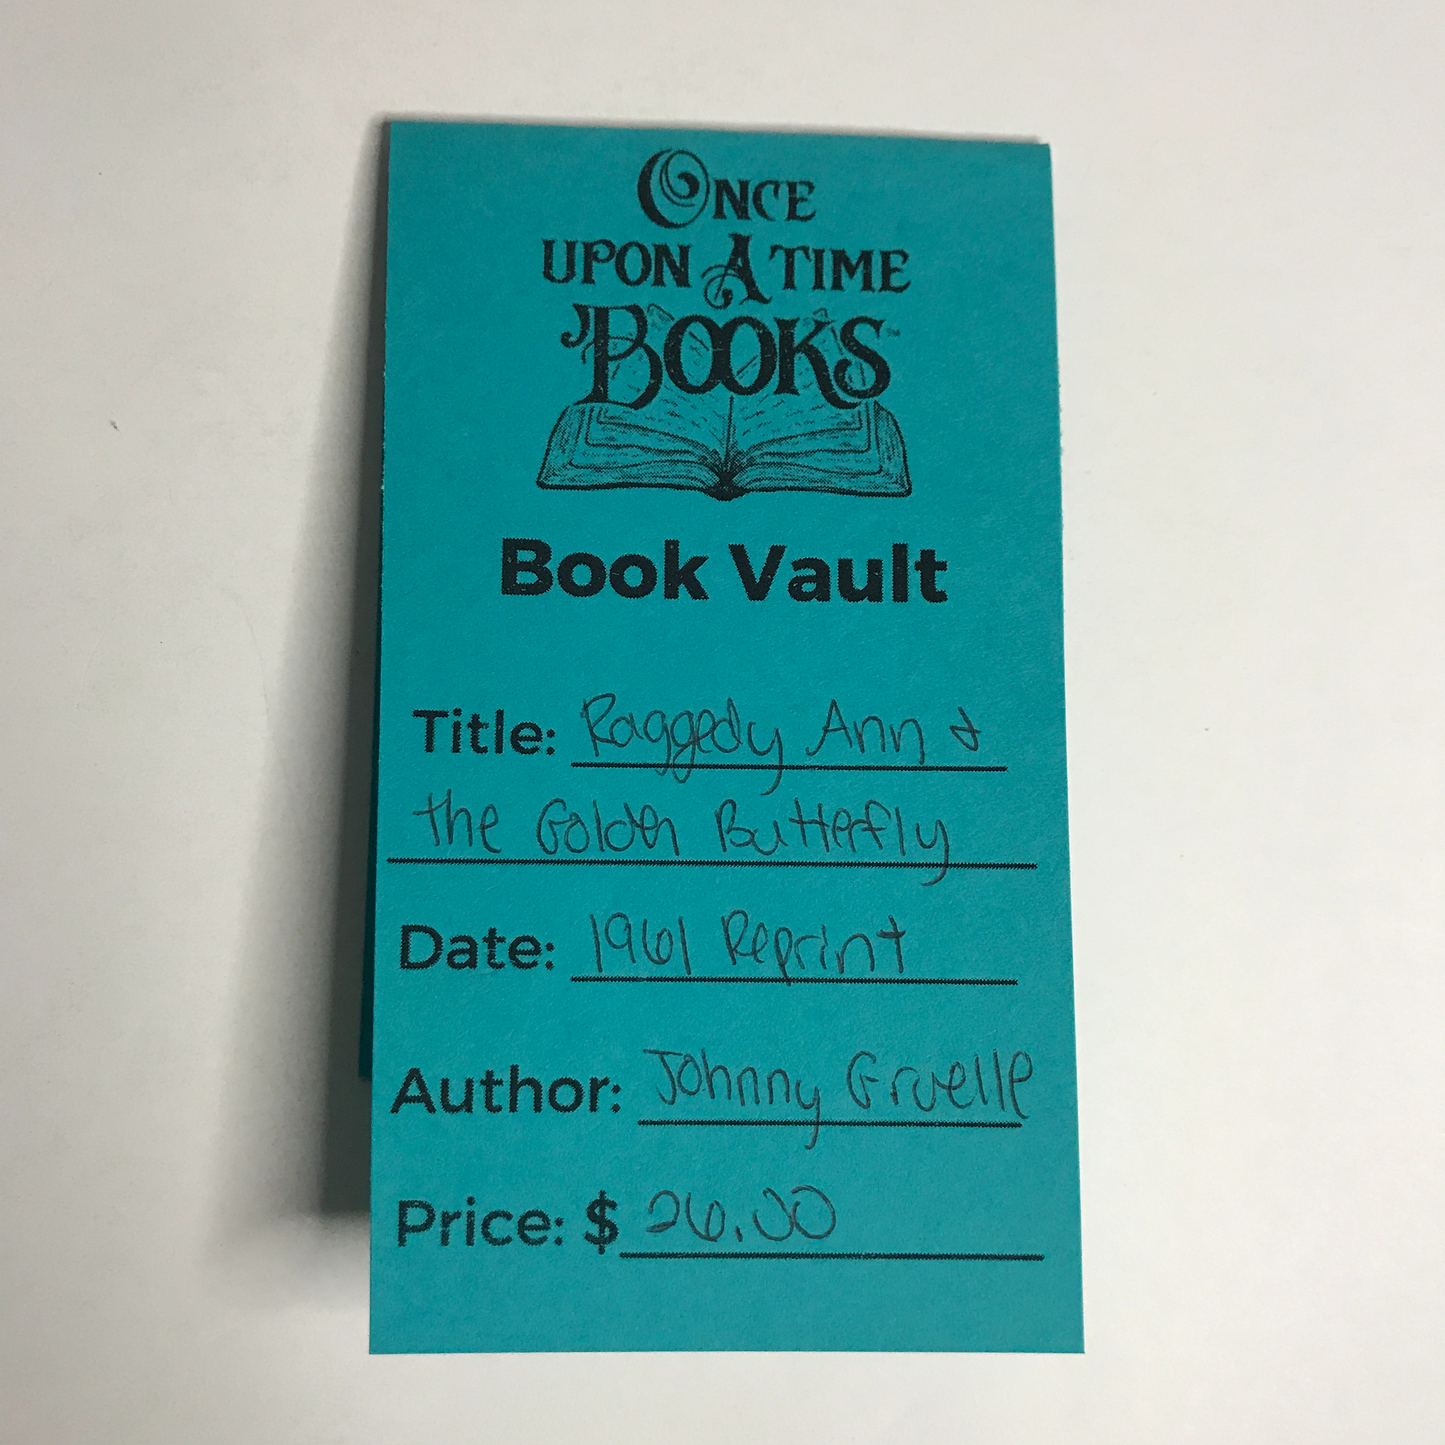 ONCE
UPON A TIME
BOOKS™
Book Vault
Title: Raggedy Ann &
the Golden Butterfly
Date: 1961 Reprint
Author: Johnny Gruelle
Price: $ 26.00